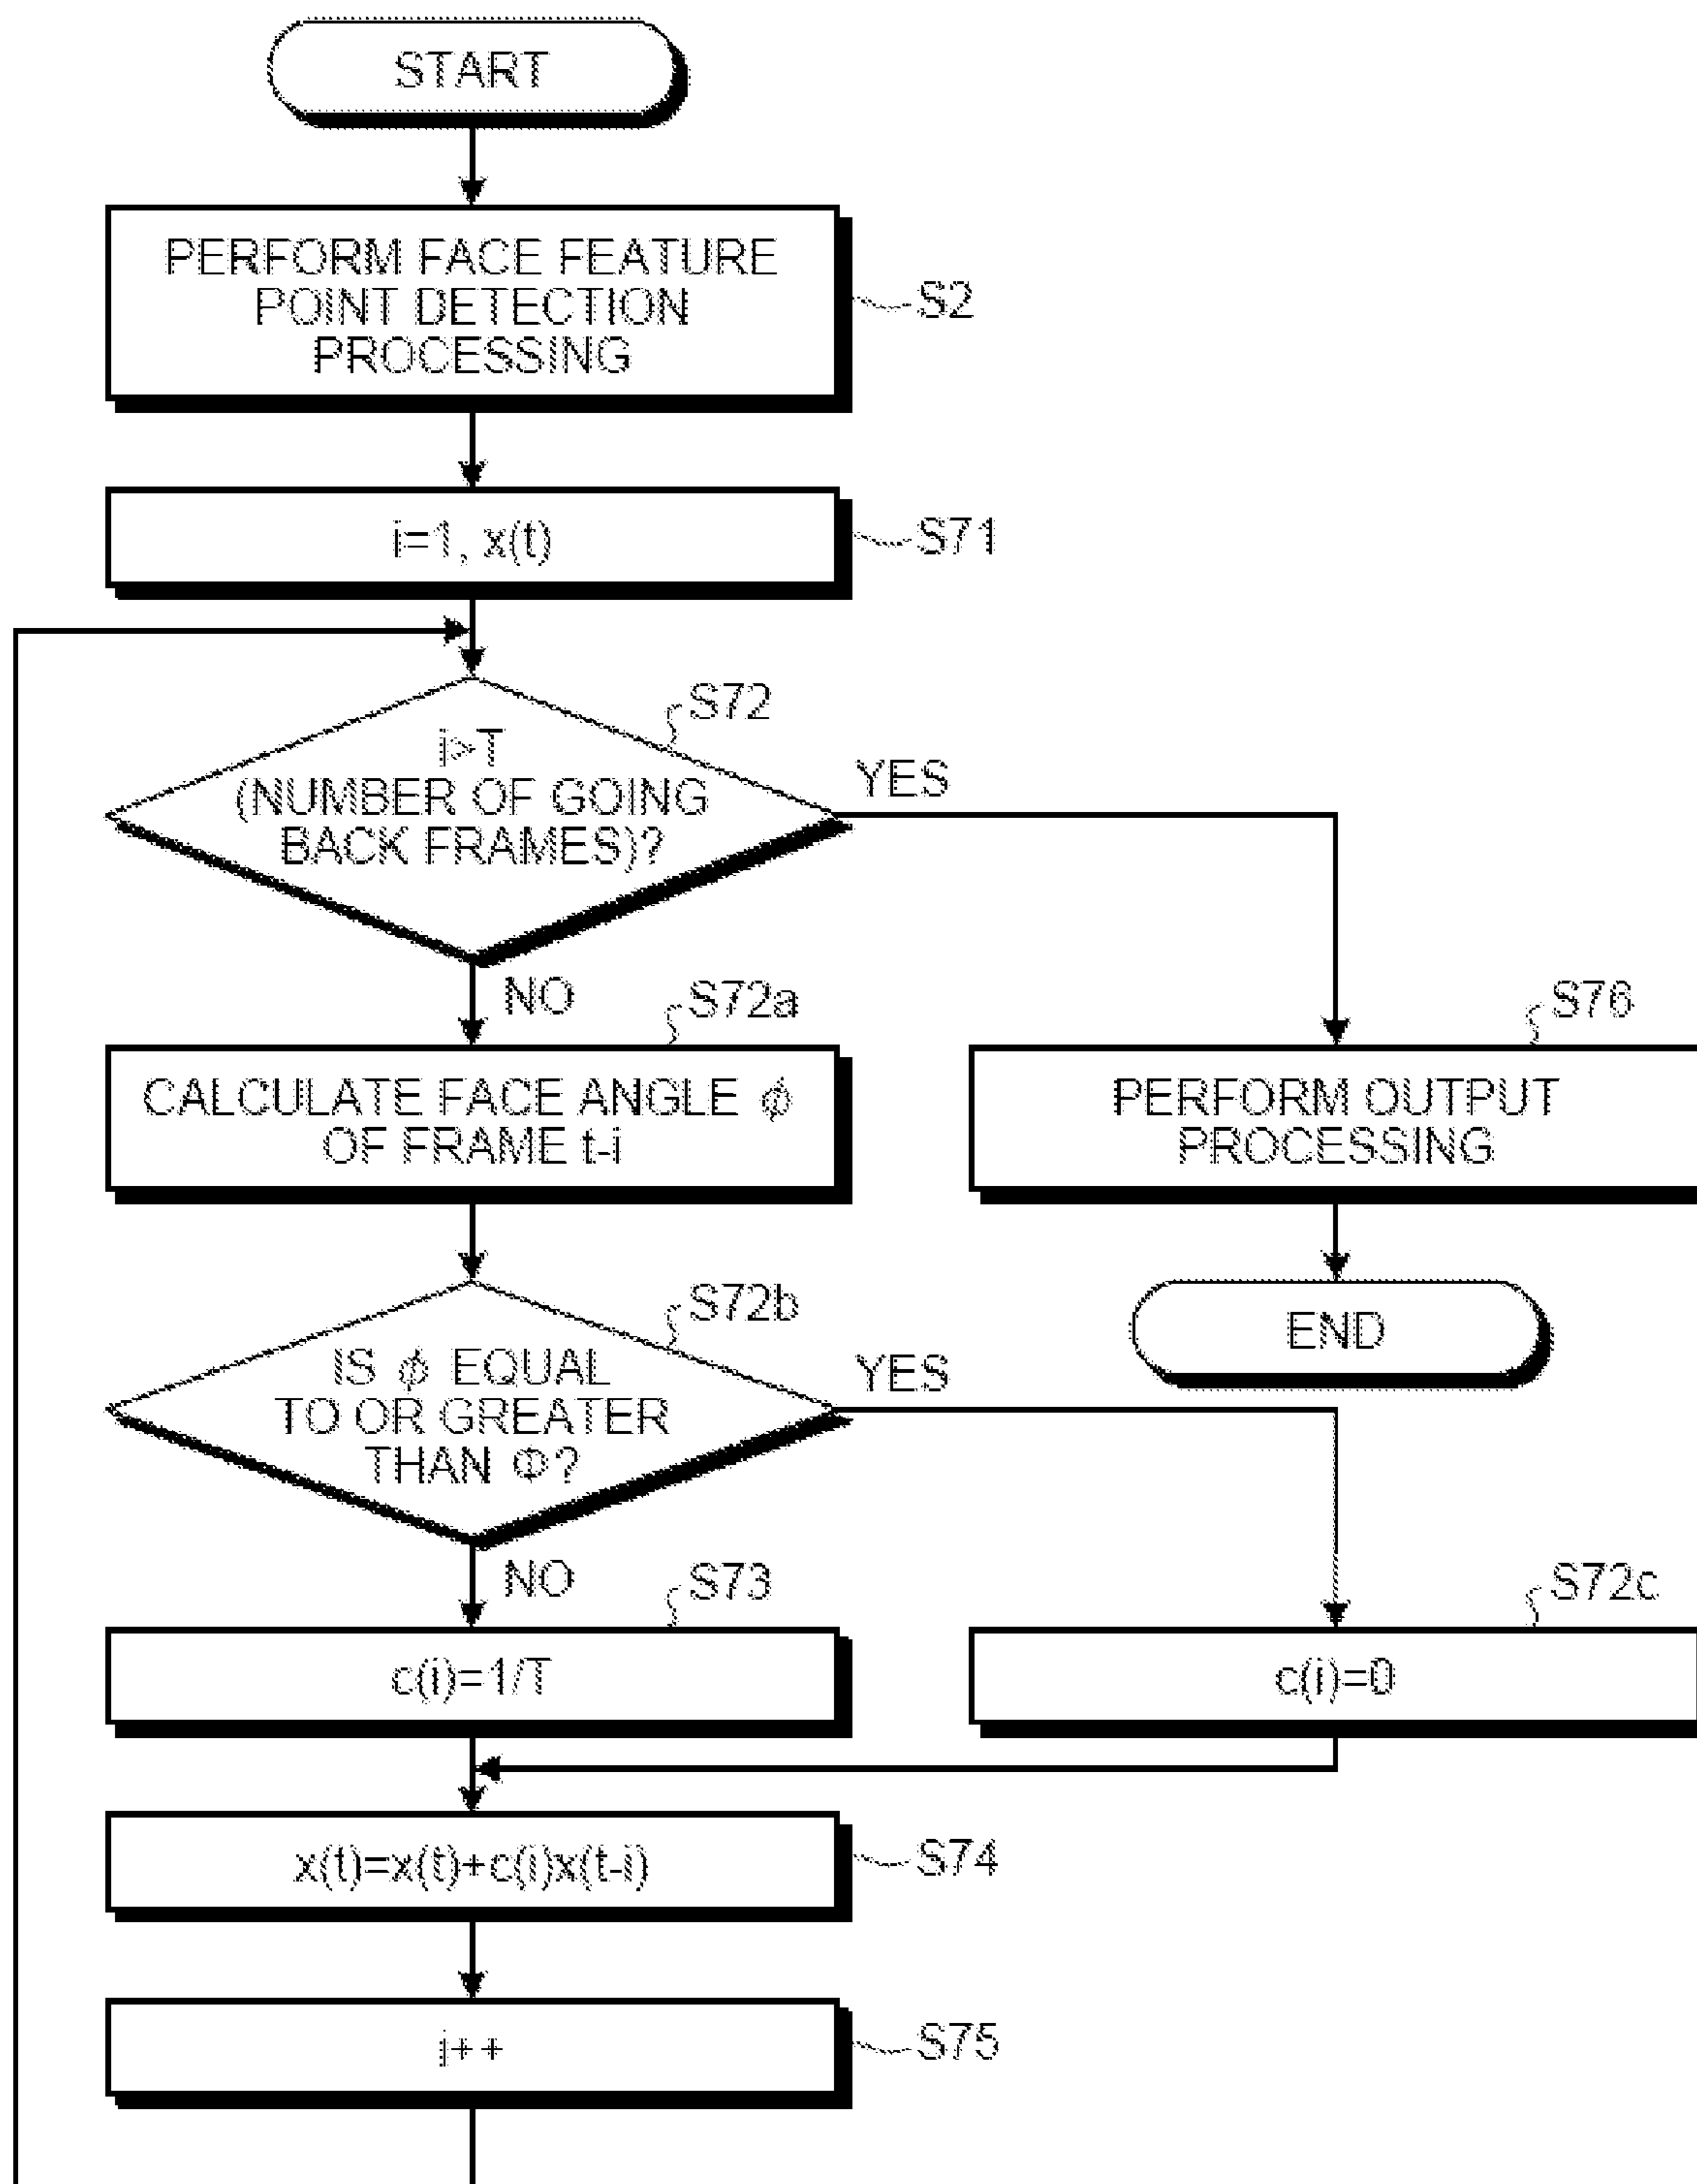 START
PERFORM FACE FEATURE
POINT DETECTION
PROCESSING
S2
i=1, x(t)
S71
S72
i>T
(NUMBER OF GOING
BACK FRAMES)?
YES
NO
S72a
CALCULATE FACE ANGLE ϕ
OF FRAME t-i
S76
PERFORM OUTPUT
PROCESSING
END
S72b
IS ϕ EQUAL
TO OR GREATER
THAN Φ?
YES
NO
S73
c(i)=1/T
S72c
c(i)=0
x(t)=x(t)+c(i)x(t-i)
S74
i++
S75